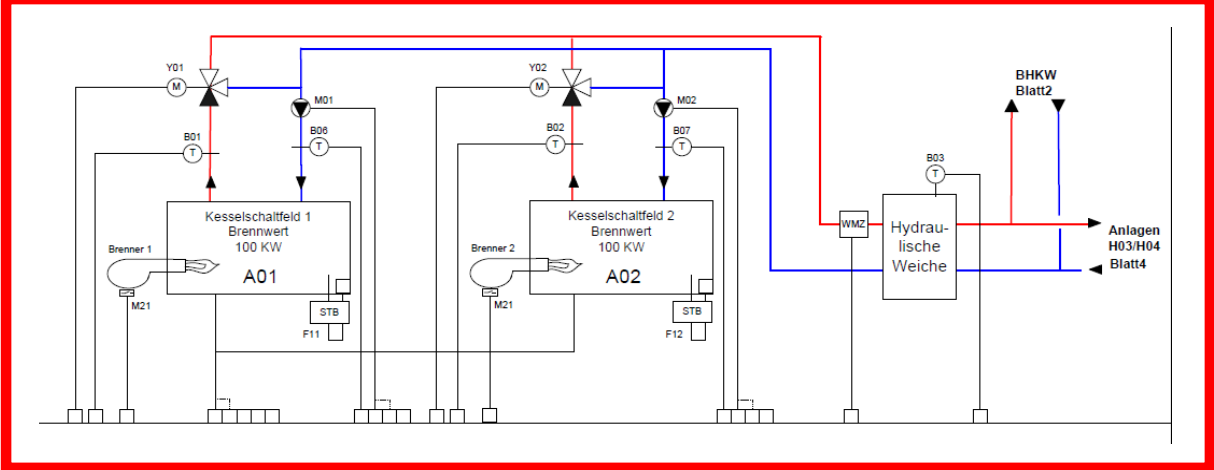 Y01
M
M01
B01
T
B06
T
Kesselschaltfeld 1
Brennwert
100 KW
A01
Brenner 1
M21
STB
F11
Y02
M
M02
B02
T
B07
T
Kesselschaltfeld 2
Brennwert
100 KW
A02
Brenner 2
M21
STB
F12
WMZ
B03
T
Hydrau-
lische
Weiche
BHKW
Blatt2
Anlagen
H03/H04
Blatt4